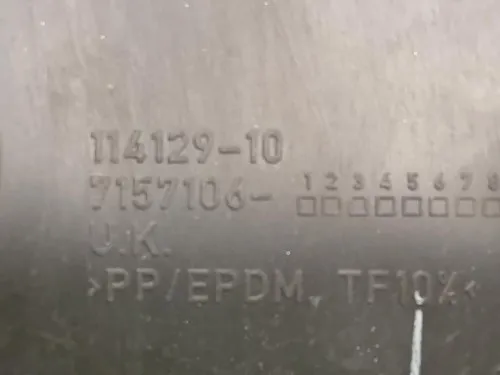 114129-10
7157106- 1 2 3 4 5 6 7 8
U.K.
>PP/EPDM, TF10%<